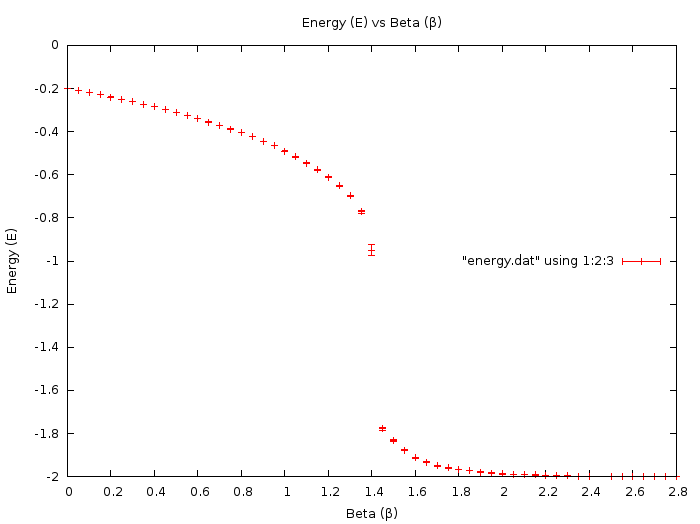 Energy (E) vs Beta (β)
0
-0.2
-0.4
-0.6
-0.8
-1
-1.2
-1.4
-1.6
-1.8
-2
Energy (E)
"energy.dat" using 1:2:3
0 0.2 0.4 0.6 0.8 1 1.2 1.4 1.6 1.8 2 2.2 2.4 2.6 2.8
Beta (β)